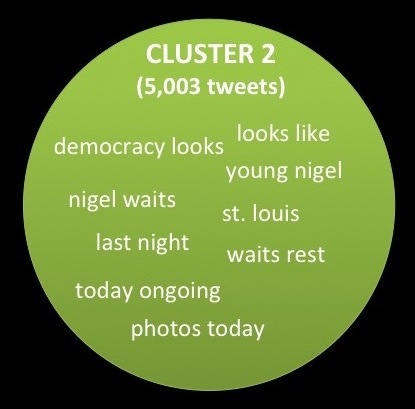 CLUSTER 2
(5,003 tweets)
looks like
democracy looks
young nigel
nigel waits
st. louis
last night
waits rest
today ongoing
photos today